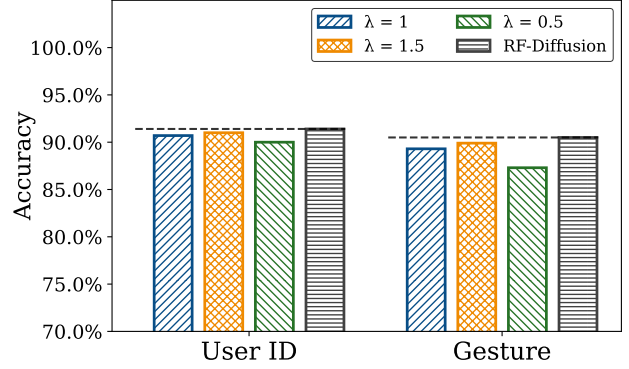 λ = 1
λ = 0.5
λ = 1.5
RF-Diffusion
100.0%
95.0%
90.0%
85.0%
80.0%
75.0%
70.0%
Accuracy
User ID
Gesture